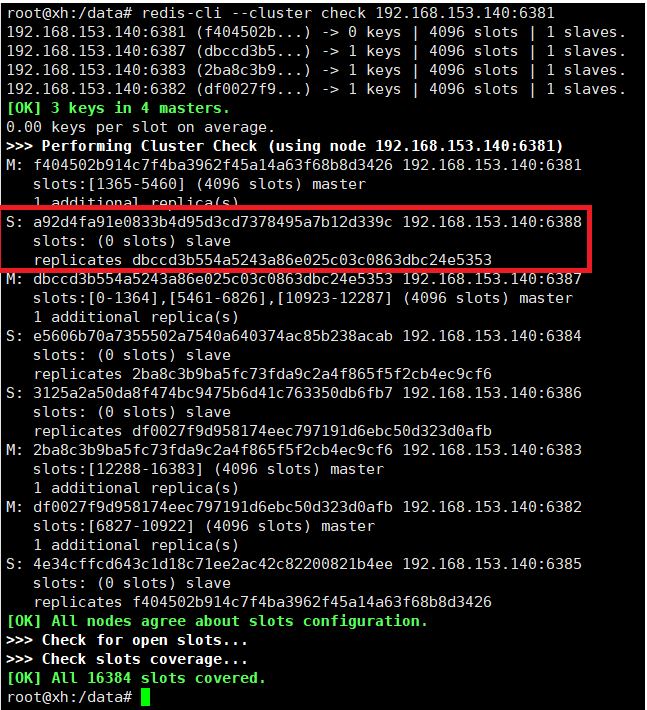 root@xh:/data# redis-cli --cluster check 192.168.153.140:6381
192.168.153.140:6381 (f404502b...) -> 0 keys | 4096 slots | 1 slaves.
192.168.153.140:6387 (dbccd3b5...) -> 1 keys | 4096 slots | 1 slaves.
192.168.153.140:6383 (2ba8c3b9...) -> 1 keys | 4096 slots | 1 slaves.
192.168.153.140:6382 (df0027f9...) -> 1 keys | 4096 slots | 1 slaves.
[OK] 3 keys in 4 masters.
0.00 keys per slot on average.
>>> Performing Cluster Check (using node 192.168.153.140:6381)
M: f404502b914c7f4ba3962f45a14a63f68b8d3426 192.168.153.140:6381
   slots:[1365-5460] (4096 slots) master
   1 additional replica(s)
S: a92d4fa91e0833b4d95d3cd7378495a7b12d339c 192.168.153.140:6388
   slots: (0 slots) slave
   replicates dbccd3b554a5243a86e025c03c0863dbc24e5353
M: dbccd3b554a5243a86e025c03c0863dbc24e5353 192.168.153.140:6387
   slots:[0-1364],[5461-6826],[10923-12287] (4096 slots) master
   1 additional replica(s)
S: e5606b70a7355502a7540a640374ac85b238acab 192.168.153.140:6384
   slots: (0 slots) slave
   replicates 2ba8c3b9ba5fc73fda9c2a4f865f5f2cb4ec9cf6
S: 3125a2a50da8f474bc9475b6d41c763350db6fb7 192.168.153.140:6386
   slots: (0 slots) slave
   replicates df0027f9d958174eec797191d6ebc50d323d0afb
M: 2ba8c3b9ba5fc73fda9c2a4f865f5f2cb4ec9cf6 192.168.153.140:6383
   slots:[12288-16383] (4096 slots) master
   1 additional replica(s)
M: df0027f9d958174eec797191d6ebc50d323d0afb 192.168.153.140:6382
   slots:[6827-10922] (4096 slots) master
   1 additional replica(s)
S: 4e34cffcd643c1d18c71ee2ac42c82200821b4ee 192.168.153.140:6385
   slots: (0 slots) slave
   replicates f404502b914c7f4ba3962f45a14a63f68b8d3426
[OK] All nodes agree about slots configuration.
>>> Check for open slots...
>>> Check slots coverage...
[OK] All 16384 slots covered.
root@xh:/data#